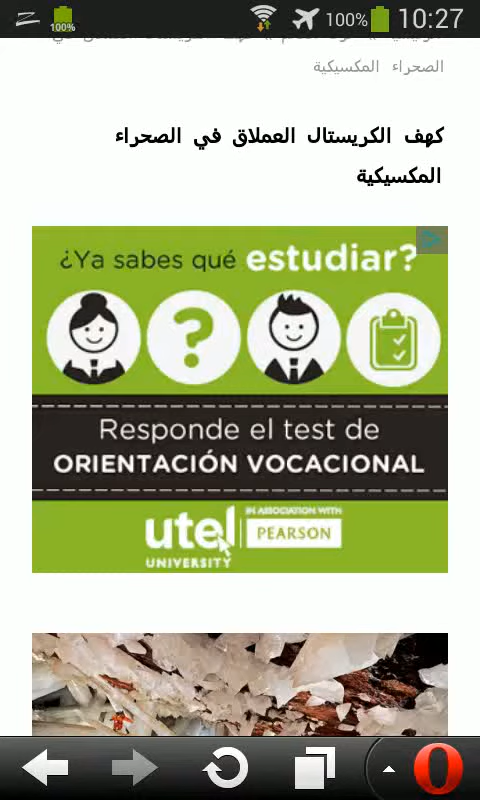 100%
100%
10:27
الصحراء المكسيكية
كهف الكريستال العملاق في الصحراء
المكسيكية
¿Ya sabes qué estudiar?
Responde el test de
ORIENTACIÓN VOCACIONAL
utel
UNIVERSITY
IN ASSOCIATION WITH
PEARSON